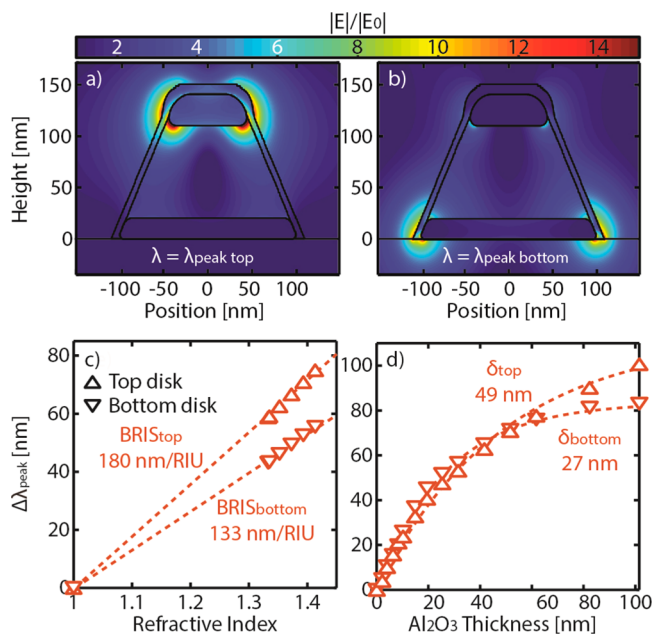 |E|/|E0|
2 4 6 8 10 12 14
a)
b)
Height [nm]
150
100
50
0
λ = λpeak top
λ = λpeak bottom
-100 -50 0 50 100
-100 -50 0 50 100
Position [nm]
Position [nm]
c)
Δλpeak [nm]
80
60
40
20
0
Top disk
Bottom disk
BRIStop
180 nm/RIU
BRISbottom
133 nm/RIU
1 1.1 1.2 1.3 1.4
Refractive Index
d)
100
80
60
40
20
0
δtop
49 nm
δbottom
27 nm
0 20 40 60 80 100
Al2O3 Thickness [nm]